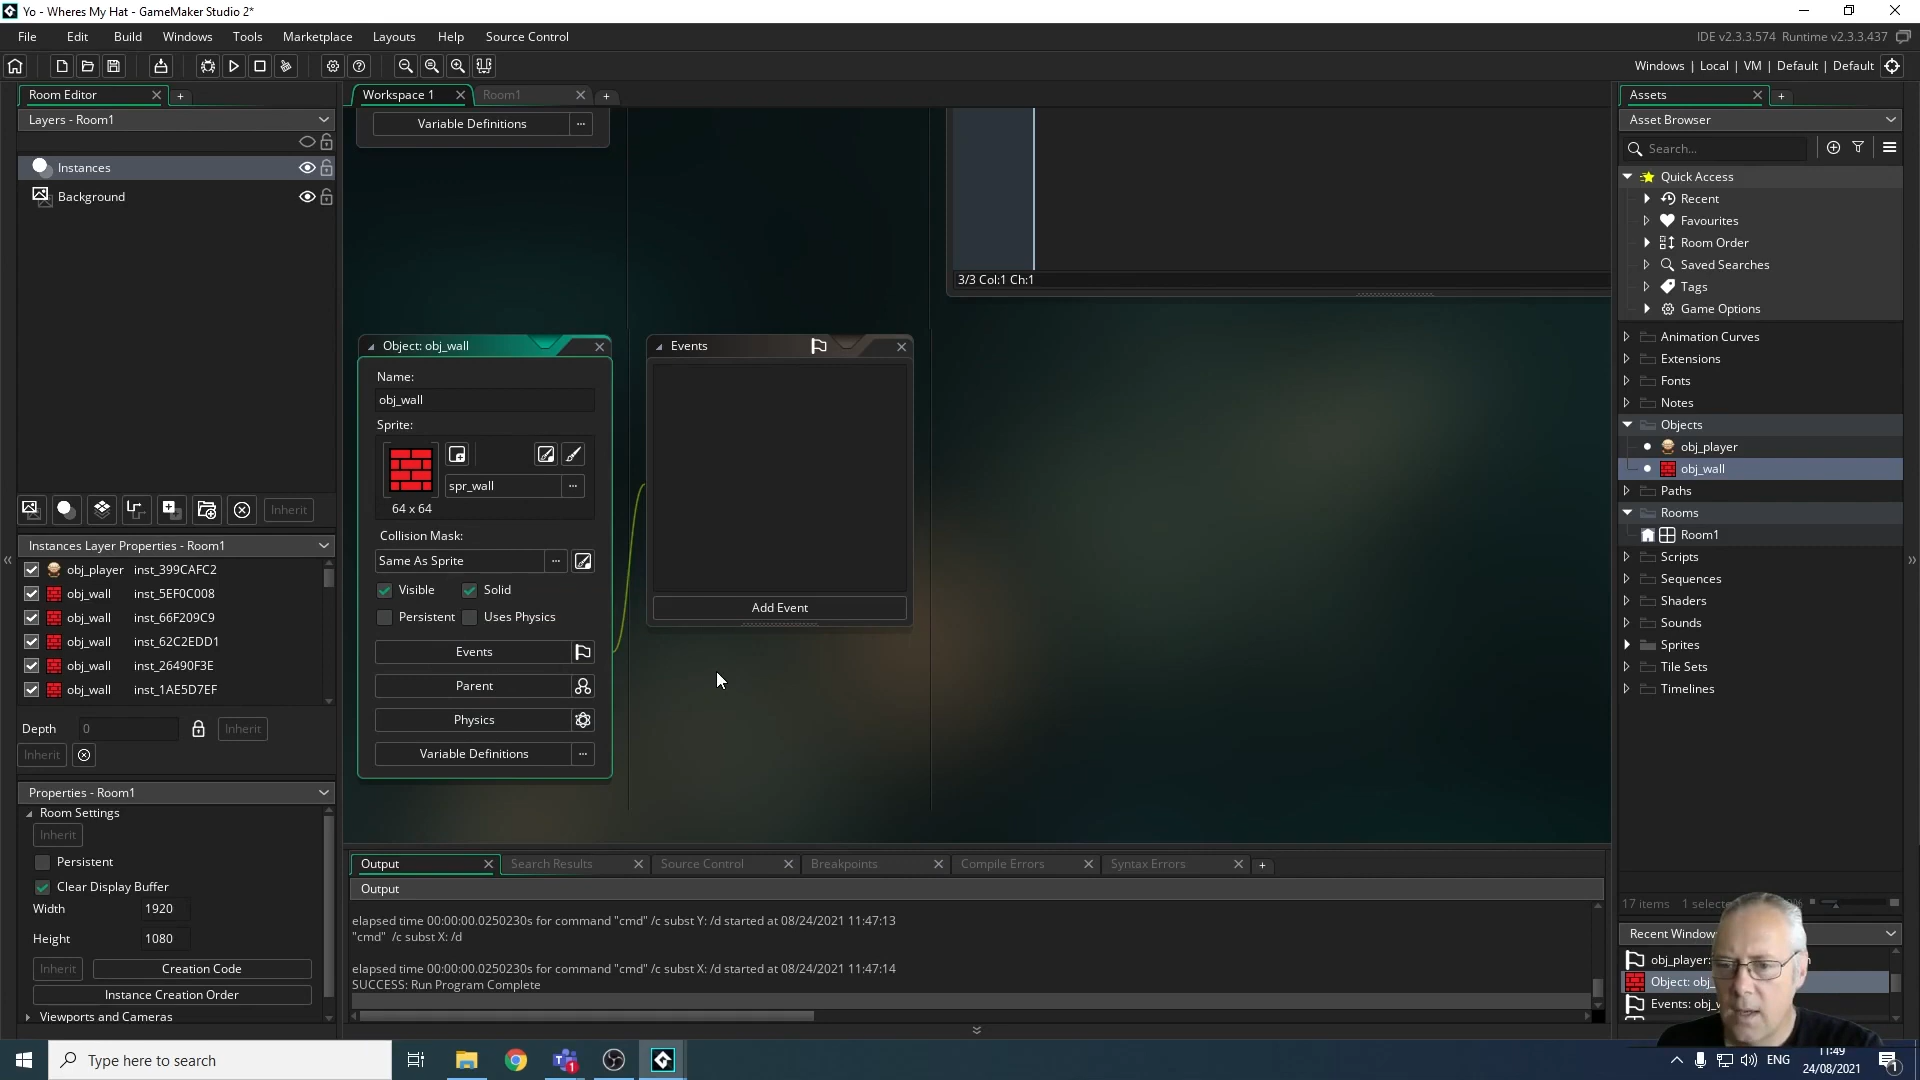 Yo - Wheres My Hat - GameMaker Studio 2*
File Edit Build Windows Tools Marketplace Layouts Help Source Control
IDE v2.3.3.574 Runtime v2.3.3.437
Windows | Local | VM | Default | Default
Room Editor
Layers - Room1
Instances
Background
Inherit
Instances Layer Properties - Room1
obj_player inst_399CAFC2
obj_wall inst_5EF0C008
obj_wall inst_66F209C9
obj_wall inst_62C2EDD1
obj_wall inst_26490F3E
obj_wall inst_1AE5D7EF
Depth 0 Inherit
Inherit
Properties - Room1
Room Settings
Inherit
Persistent
Clear Display Buffer
Width 1920
Height 1080
Inherit Creation Code
Instance Creation Order
Viewports and Cameras
Workspace 1 Room1
Variable Definitions
3/3 Col:1 Ch:1
Object: obj_wall
Name:
obj_wall
Sprite:
spr_wall
64 x 64
Collision Mask:
Same As Sprite
Visible Solid
Persistent Uses Physics
Events
Parent
Physics
Variable Definitions
Events
Add Event
Output Search Results Source Control Breakpoints Compile Errors Syntax Errors
Output
elapsed time 00:00:00.0250230s for command "cmd" /c subst Y: /d started at 08/24/2021 11:47:13
"cmd" /c subst X: /d
elapsed time 00:00:00.0250230s for command "cmd" /c subst X: /d started at 08/24/2021 11:47:14
SUCCESS: Run Program Complete
Assets
Asset Browser
Search...
Quick Access
Recent
Favourites
Room Order
Saved Searches
Tags
Game Options
Animation Curves
Extensions
Fonts
Notes
Objects
obj_player
obj_wall
Paths
Rooms
Room1
Scripts
Sequences
Shaders
Sounds
Sprites
Tile Sets
Timelines
17 items 1
Recent
obj_player:
Object:
Events:
Type here to search
1
ENG
11:49
24/08/2021
1